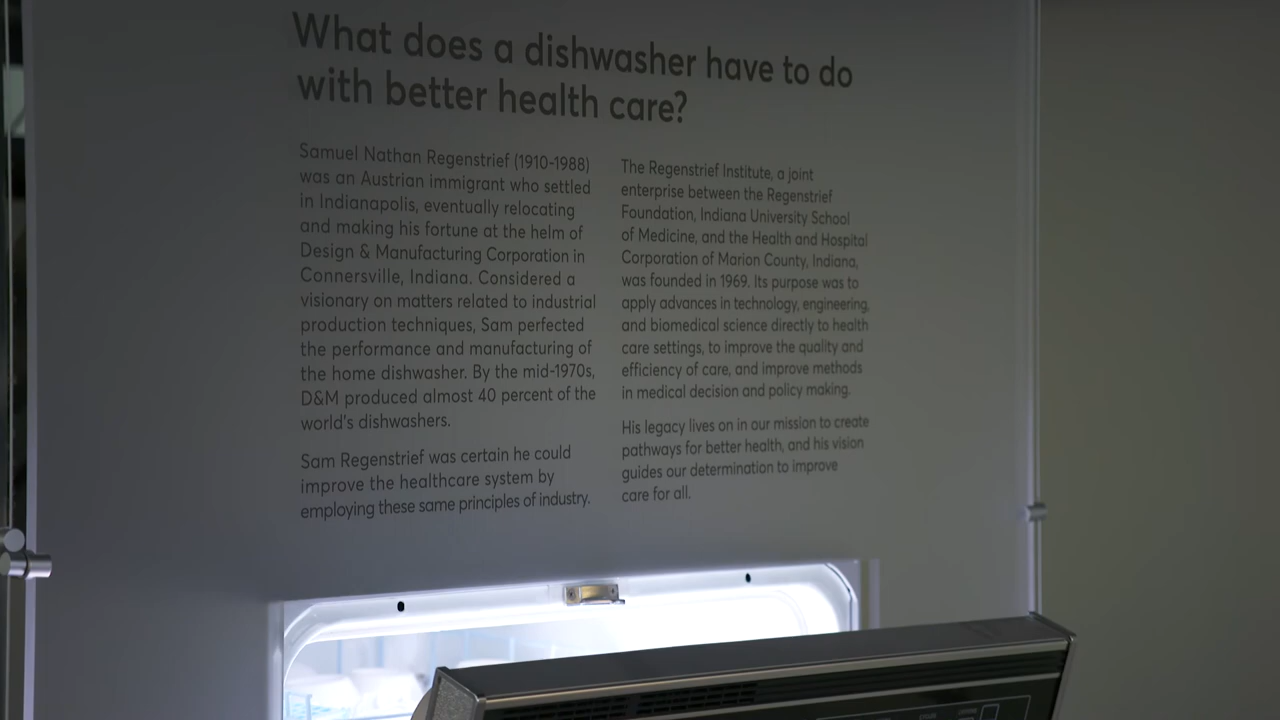 What does a dishwasher have to do
with better health care?
Samuel Nathan Regenstrief (1910-1988)
was an Austrian immigrant who settled
in Indianapolis, eventually relocating
and making his fortune at the helm of
Design & Manufacturing Corporation in
Connersville, Indiana. Considered a
visionary on matters related to industrial
production techniques, Sam perfected
the performance and manufacturing of
the home dishwasher. By the mid-1970s,
D&M produced almost 40 percent of the
world's dishwashers.
Sam Regenstrief was certain he could
improve the healthcare system by
employing these same principles of industry.
The Regenstrief Institute, a joint
enterprise between the Regenstrief
Foundation, Indiana University School
of Medicine, and the Health and Hospital
Corporation of Marion County, Indiana,
was founded in 1969. Its purpose was to
apply advances in technology, engineering,
and biomedical science directly to health
care settings, to improve the quality and
efficiency of care, and improve methods
in medical decision and policy making.
His legacy lives on in our mission to create
pathways for better health, and his vision
guides our determination to improve
care for all.